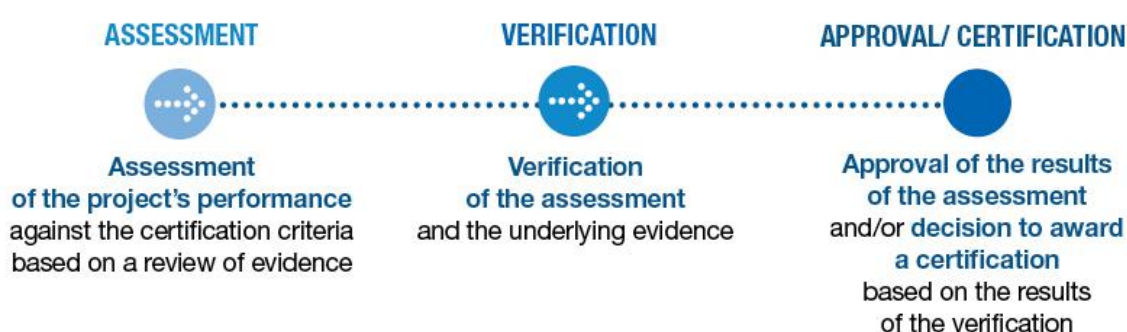 ASSESSMENT
Assessment
of the project's performance
against the certification criteria
based on a review of evidence
VERIFICATION
Verification
of the assessment
and the underlying evidence
APPROVAL/ CERTIFICATION
Approval of the results
of the assessment
and/or decision to award
a certification
based on the results
of the verification